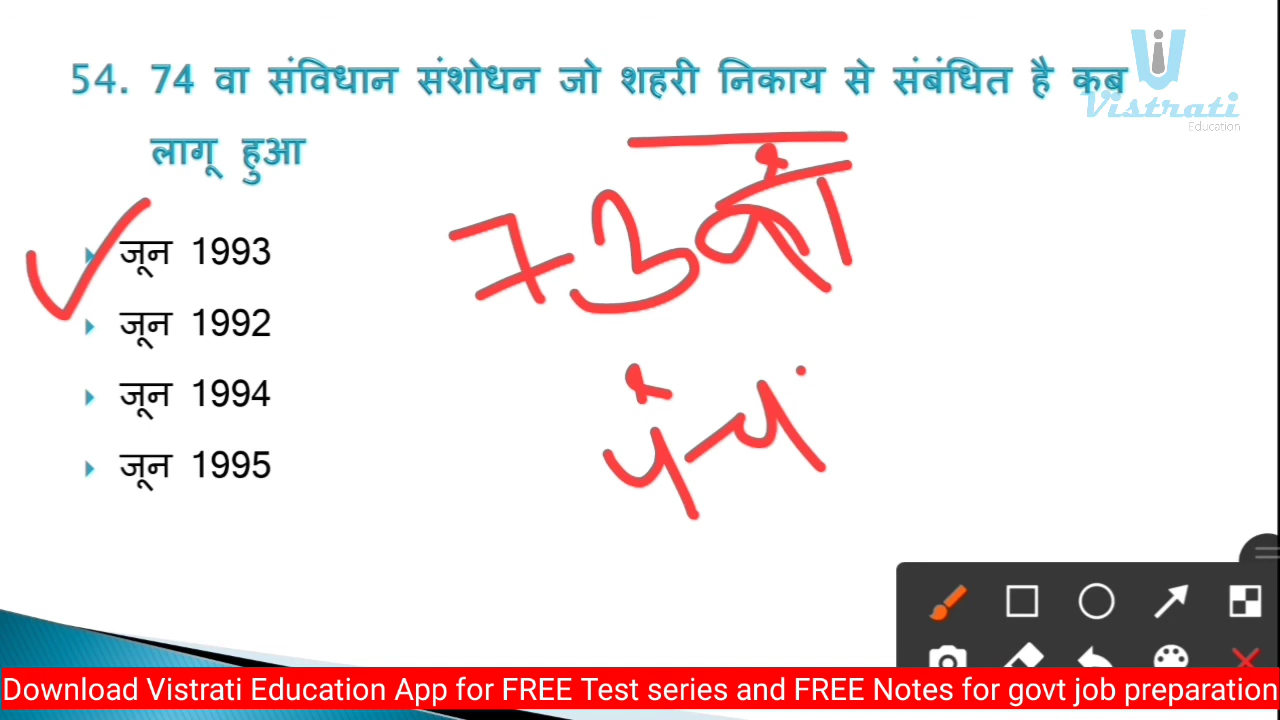 54. 74 वा संविधान संशोधन जो शहरी निकाय से संबंधित है कब
लागू हुआ
Vistrati
Education
जून 1993
जून 1992
जून 1994
जून 1995
73वां
पंच
Download Vistrati Education App for FREE Test series and FREE Notes for govt job preparation